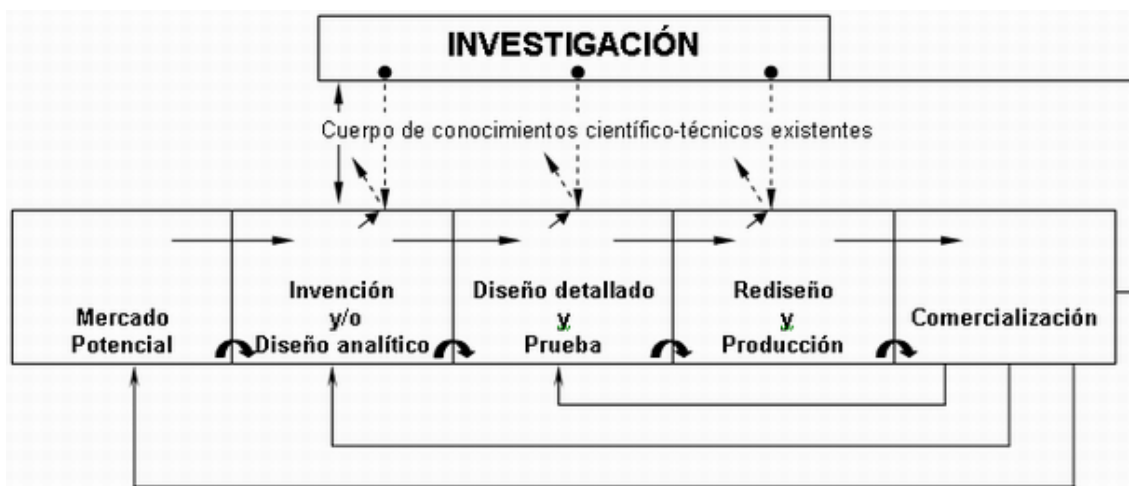 INVESTIGACIÓN
Cuerpo de conocimientos científico-técnicos existentes
Mercado
Potencial
Invención
y/o
Diseño analítico
Diseño detallado
y
Prueba
Rediseño
y
Producción
Comercialización